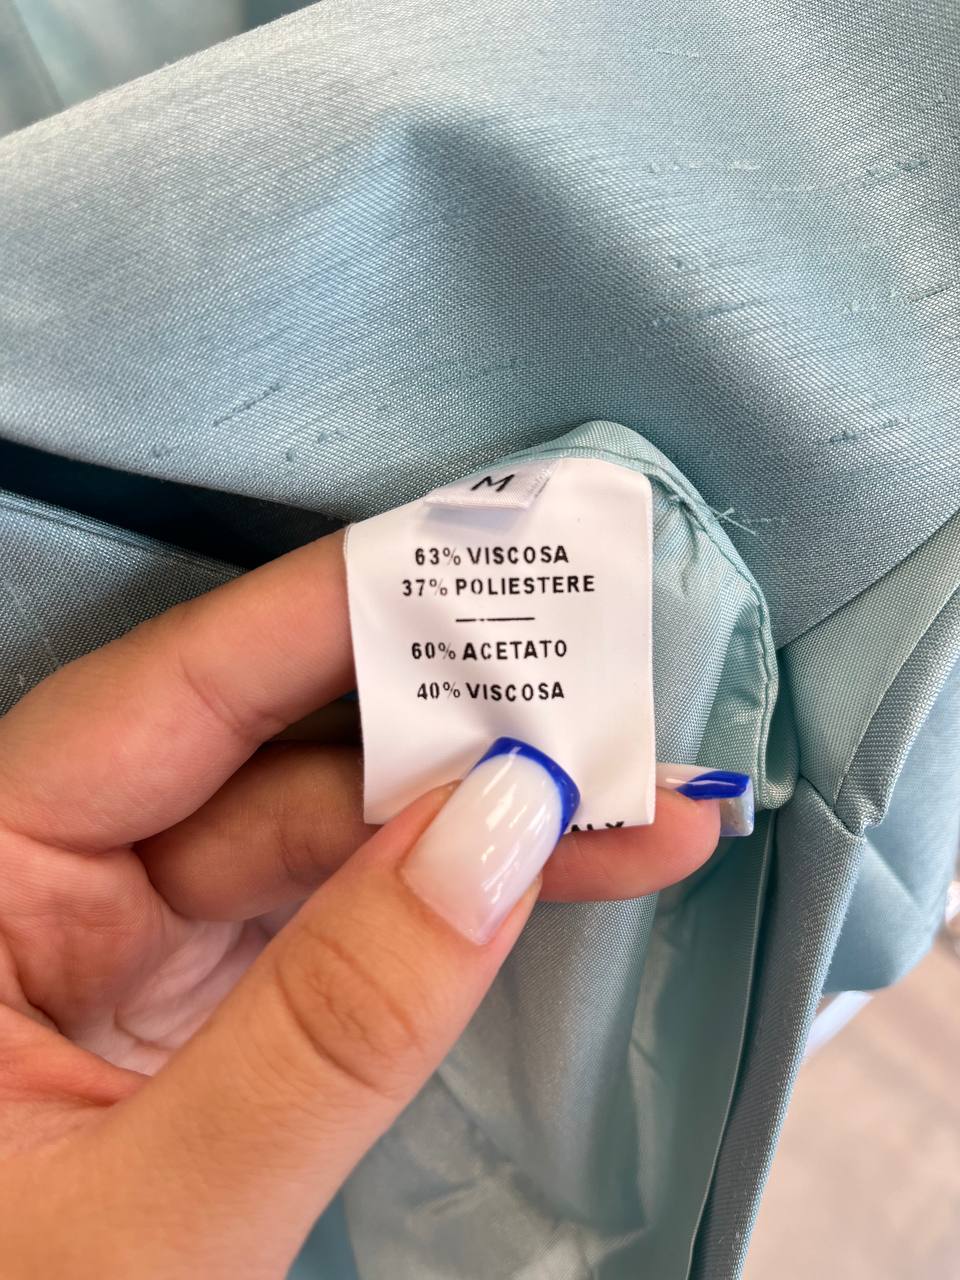 M
63% VISCOSA
37% POLIESTERE
60% ACETATO
40% VISCOSA